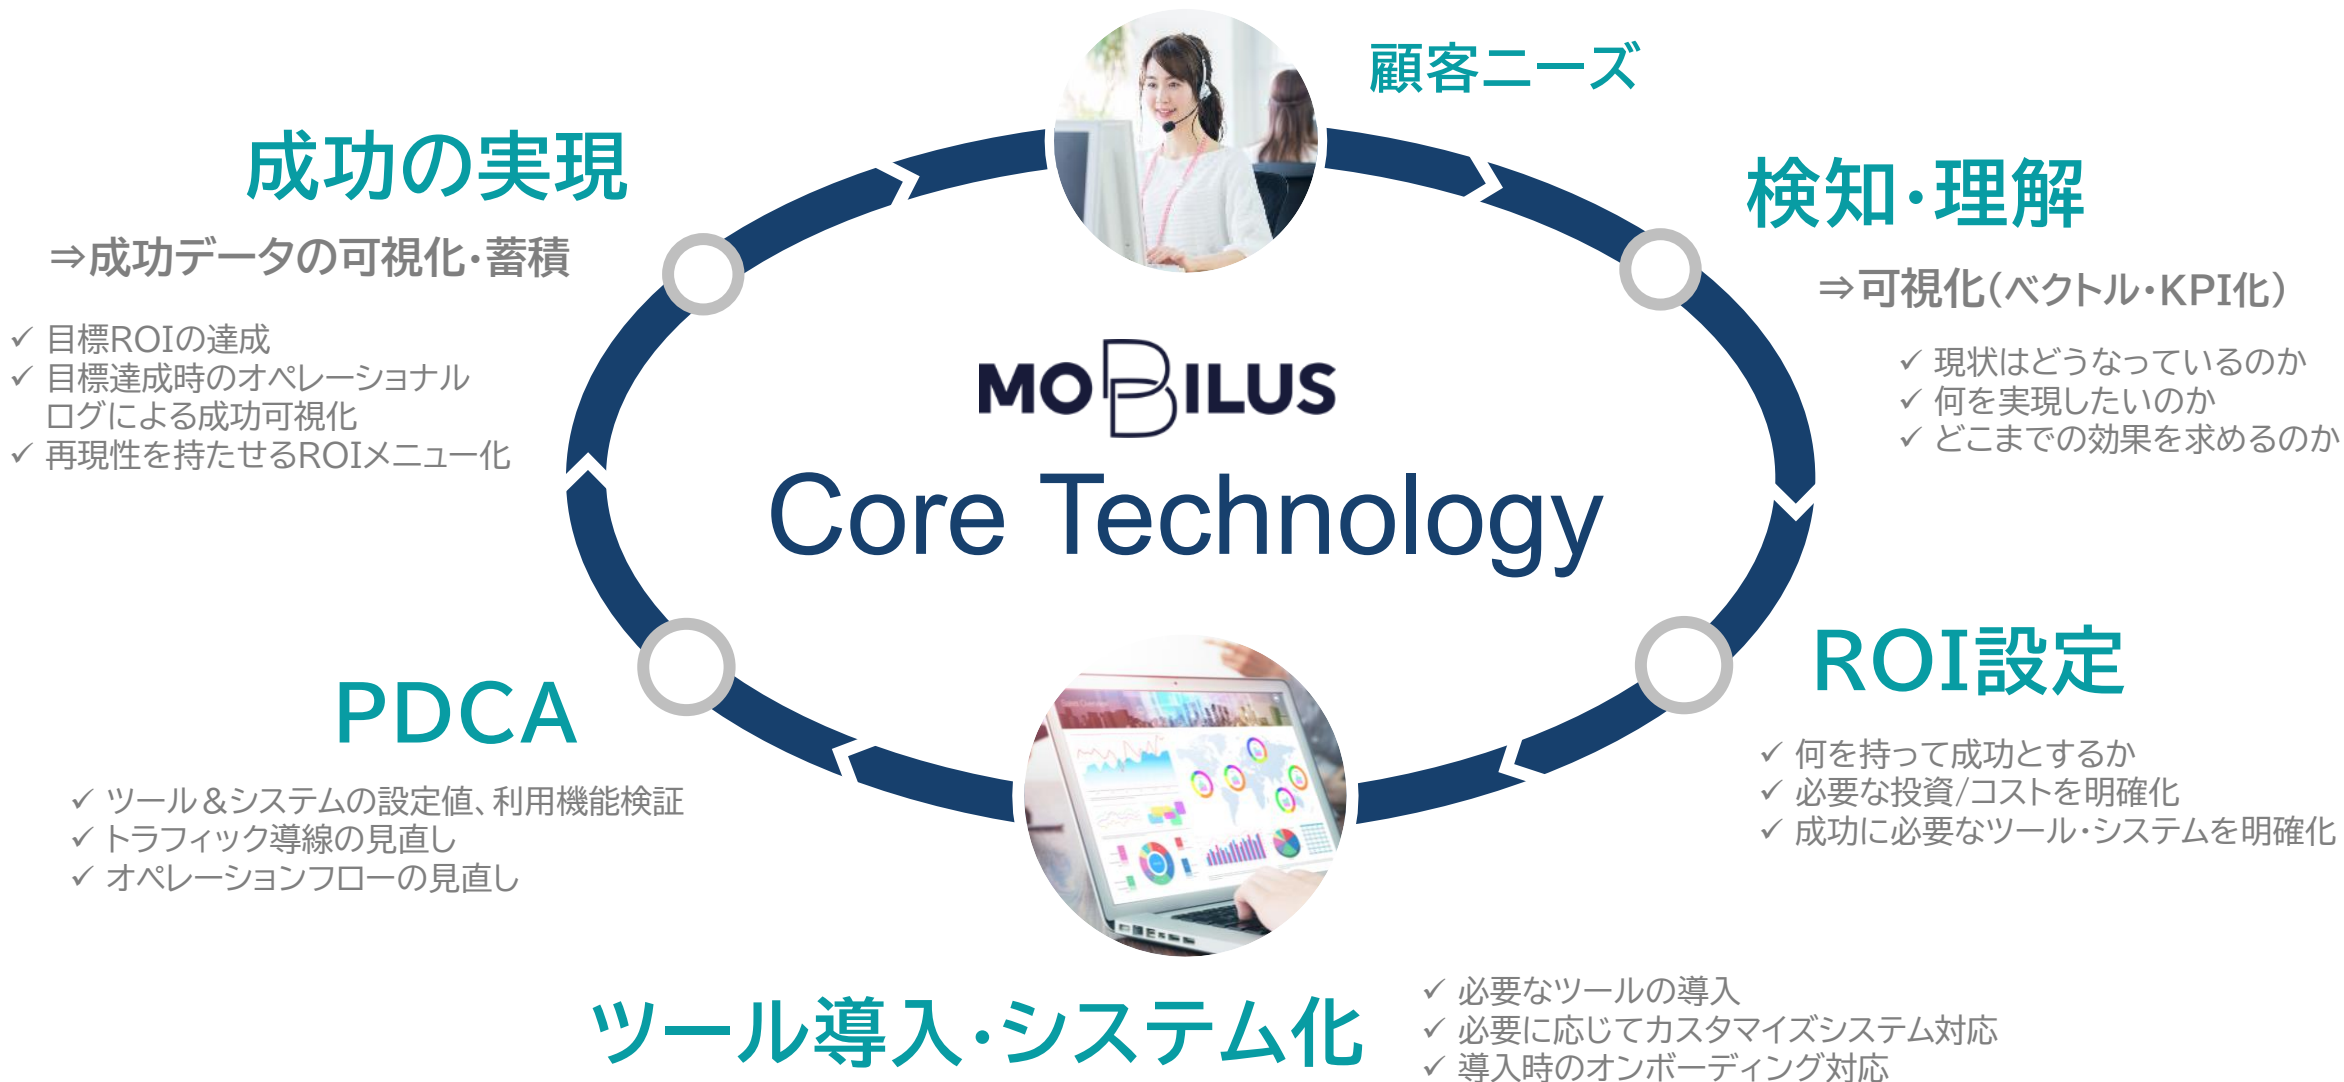 顧客ニーズ
検知・理解
⇒可視化(ベクトル・KPI化)
✓ 現状はどうなっているのか
✓ 何を実現したいのか
✓ どこまでの効果を求めるのか
ROI設定
✓ 何を持って成功とするか
✓ 必要な投資/コストを明確化
✓ 成功に必要なツール・システムを明確化
ツール導入・システム化
✓ 必要なツールの導入
✓ 必要に応じてカスタマイズシステム対応
✓ 導入時のオンボーディング対応
PDCA
✓ ツール&システムの設定値、利用機能検証
✓ トラフィック導線の見直し
✓ オペレーションフローの見直し
成功の実現
⇒成功データの可視化・蓄積
✓ 目標ROIの達成
✓ 目標達成時のオペレーショナル
ログによる成功可視化
✓ 再現性を持たせるROIメニュー化
MOBILUS
Core Technology